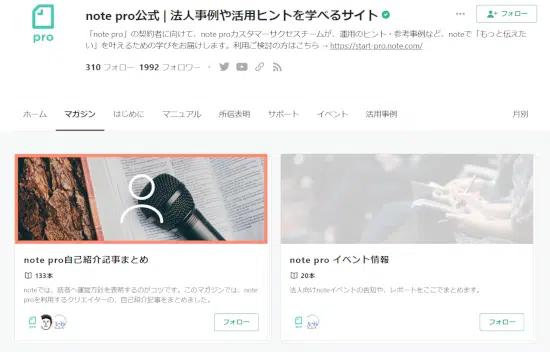 note pro公式 | 法人事例や活用ヒントを学べるサイト
フォロー
pro
「note pro」の契約者に向けて、note proカスタマーサクセスチームが、運用のヒント・参考事例など、noteで「もっと伝えた
い」を叶えるための学びをお届けします。利用ご検討の方はこちら → https://start-pro.note.com/
310 フォロー 1992 フォロワー
ホーム マガジン はじめに マニュアル 所信表明 サポート イベント 活用事例 月別
note pro自己紹介記事まとめ
133本
noteでは、読者へ運営方針を表明するのがコツです。このマガジンでは、note
proを利用するクリエイターの、自己紹介記事をまとめました。
フォロー
note pro イベント情報
20本
法人向けnoteイベントの告知や、レポートをここでまとめます。
フォロー